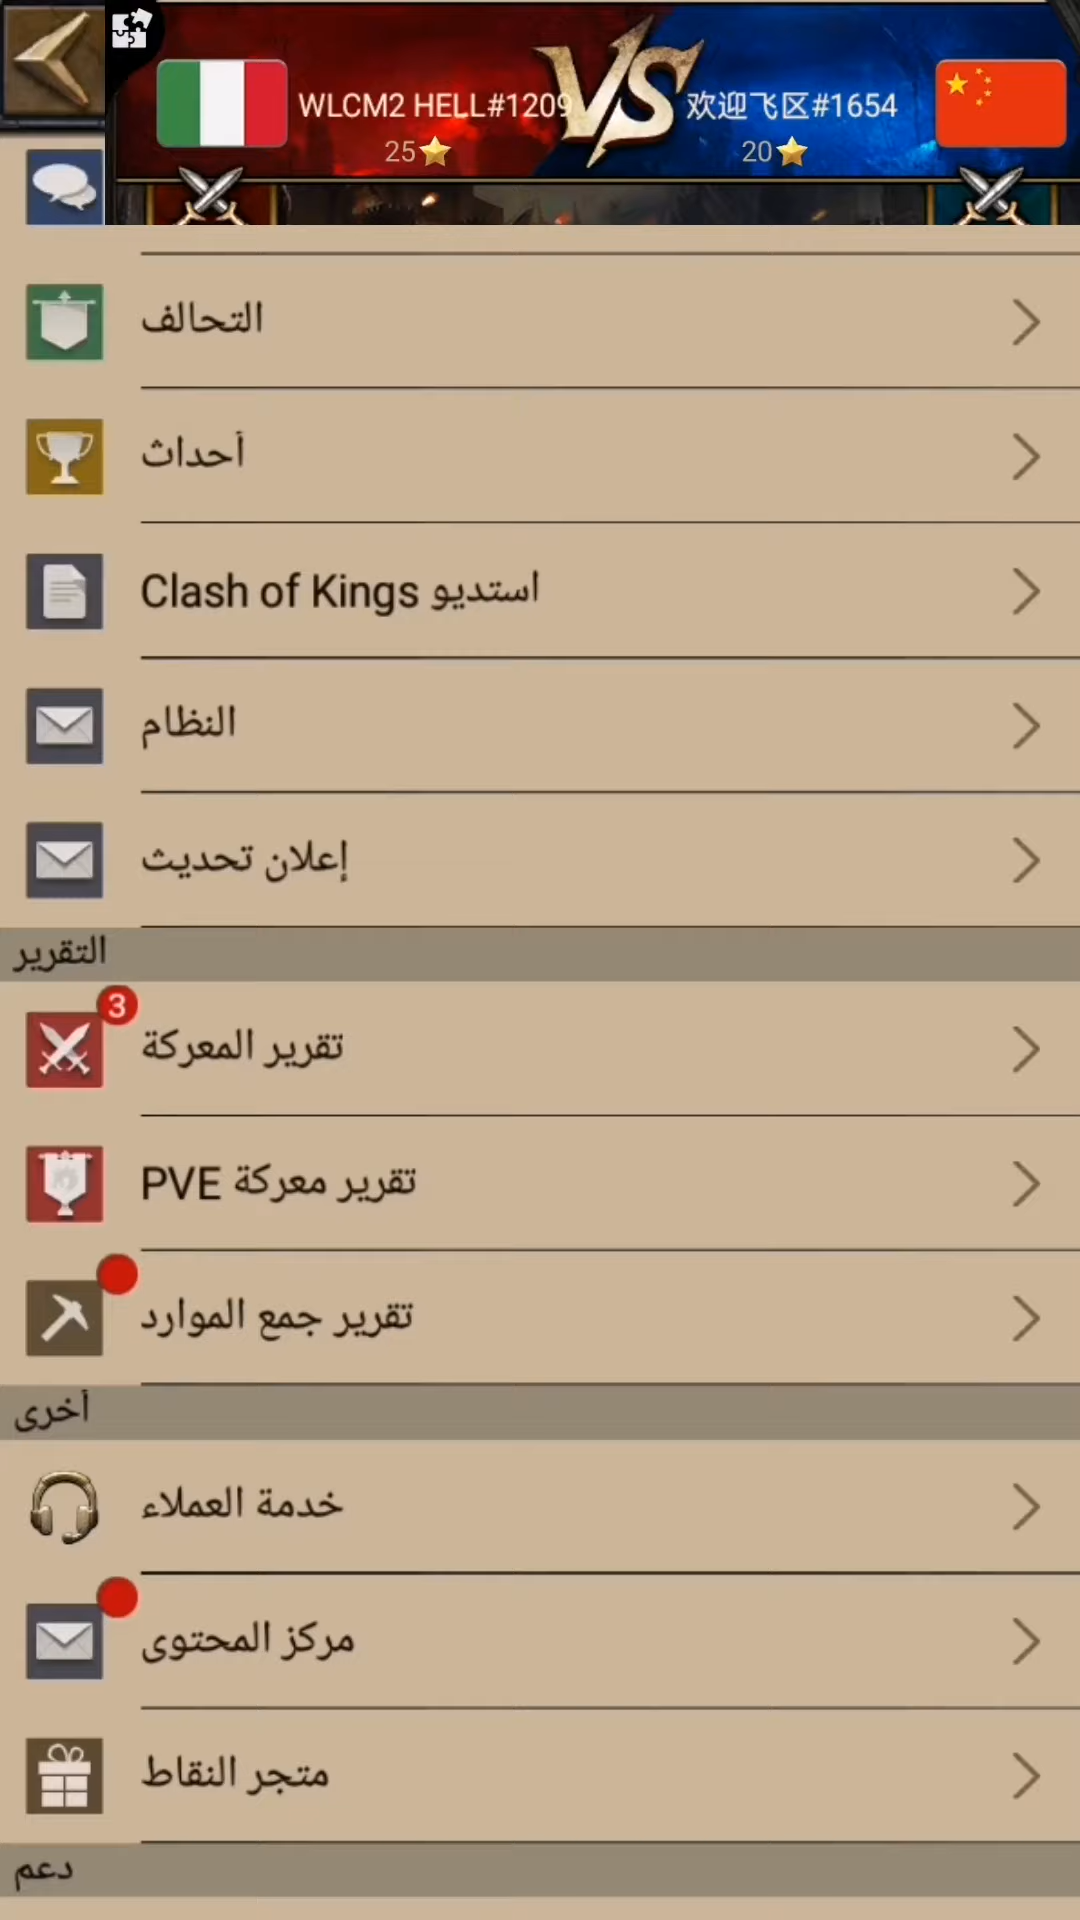 WLCM2 HELL#1209
VS
欢迎飞区#1654
25
20
التحالف
أحداث
استديو Clash of Kings
النظام
إعلان تحديث
التقرير
3
تقرير المعركة
تقرير معركة PVE
تقرير جمع الموارد
أخرى
خدمة العملاء
مركز المحتوى
متجر النقاط
دعم